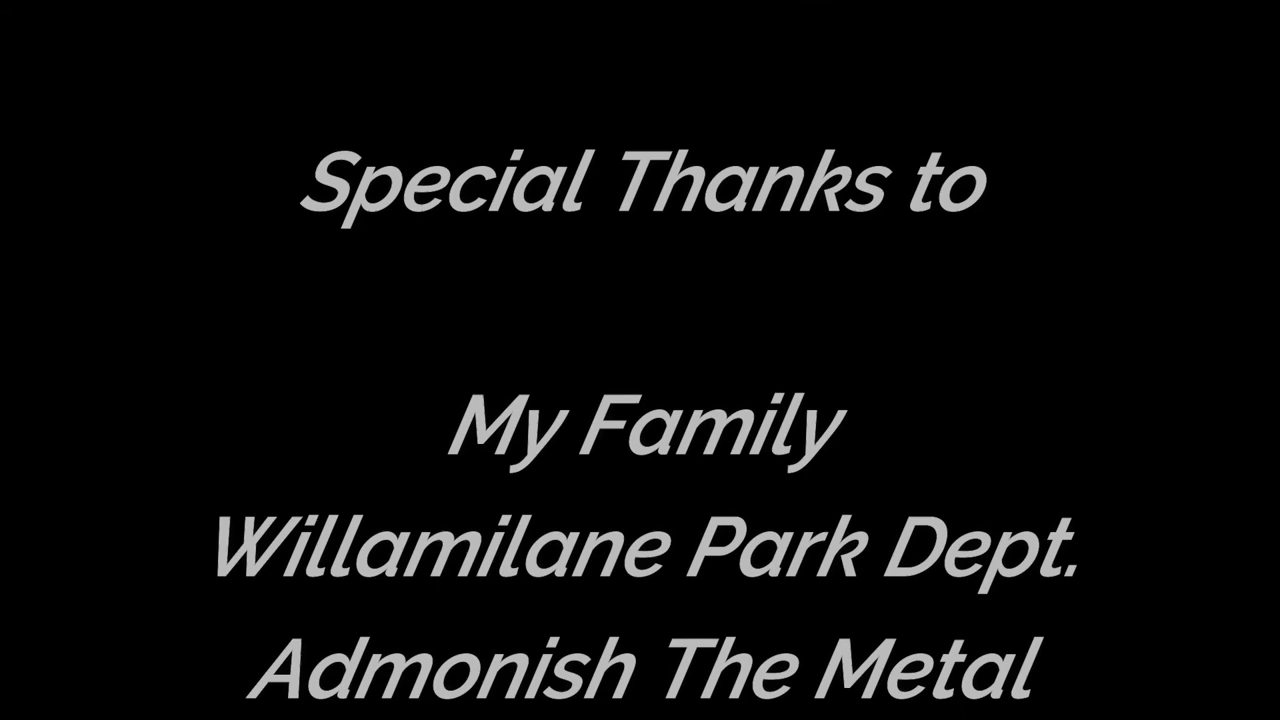 Special Thanks to
My Family
Willamilane Park Dept.
Admonish The Metal